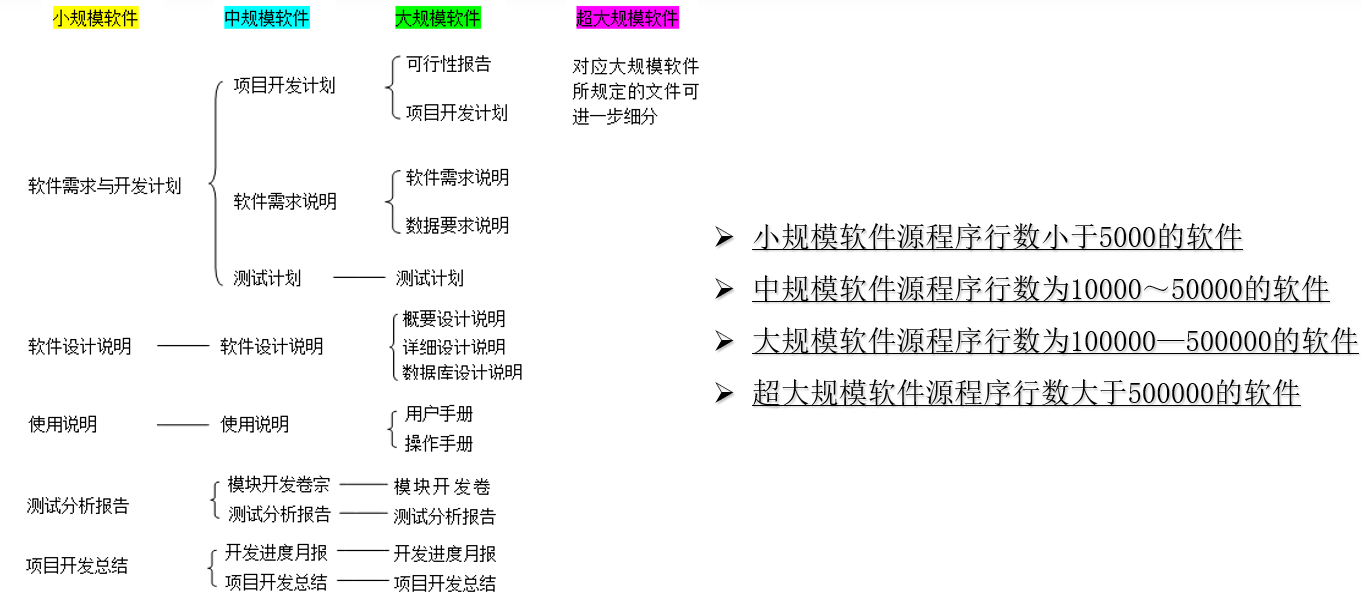 小规模软件 中规模软件 大规模软件 超大规模软件
可行性报告
项目开发计划
项目开发计划
对应大规模软件
所规定的文件可
进一步细分
软件需求与开发计划
软件需求说明
软件需求说明
数据要求说明
测试计划 测试计划
软件设计说明 软件设计说明
概要设计说明
详细设计说明
数据库设计说明
使用说明 使用说明
用户手册
操作手册
测试分析报告
模块开发卷宗 模块开发卷
测试分析报告 测试分析报告
项目开发总结
开发进度月报 开发进度月报
项目开发总结 项目开发总结
➢ 小规模软件源程序行数小于5000的软件
➢ 中规模软件源程序行数为10000～50000的软件
➢ 大规模软件源程序行数为100000—500000的软件
➢ 超大规模软件源程序行数大于500000的软件